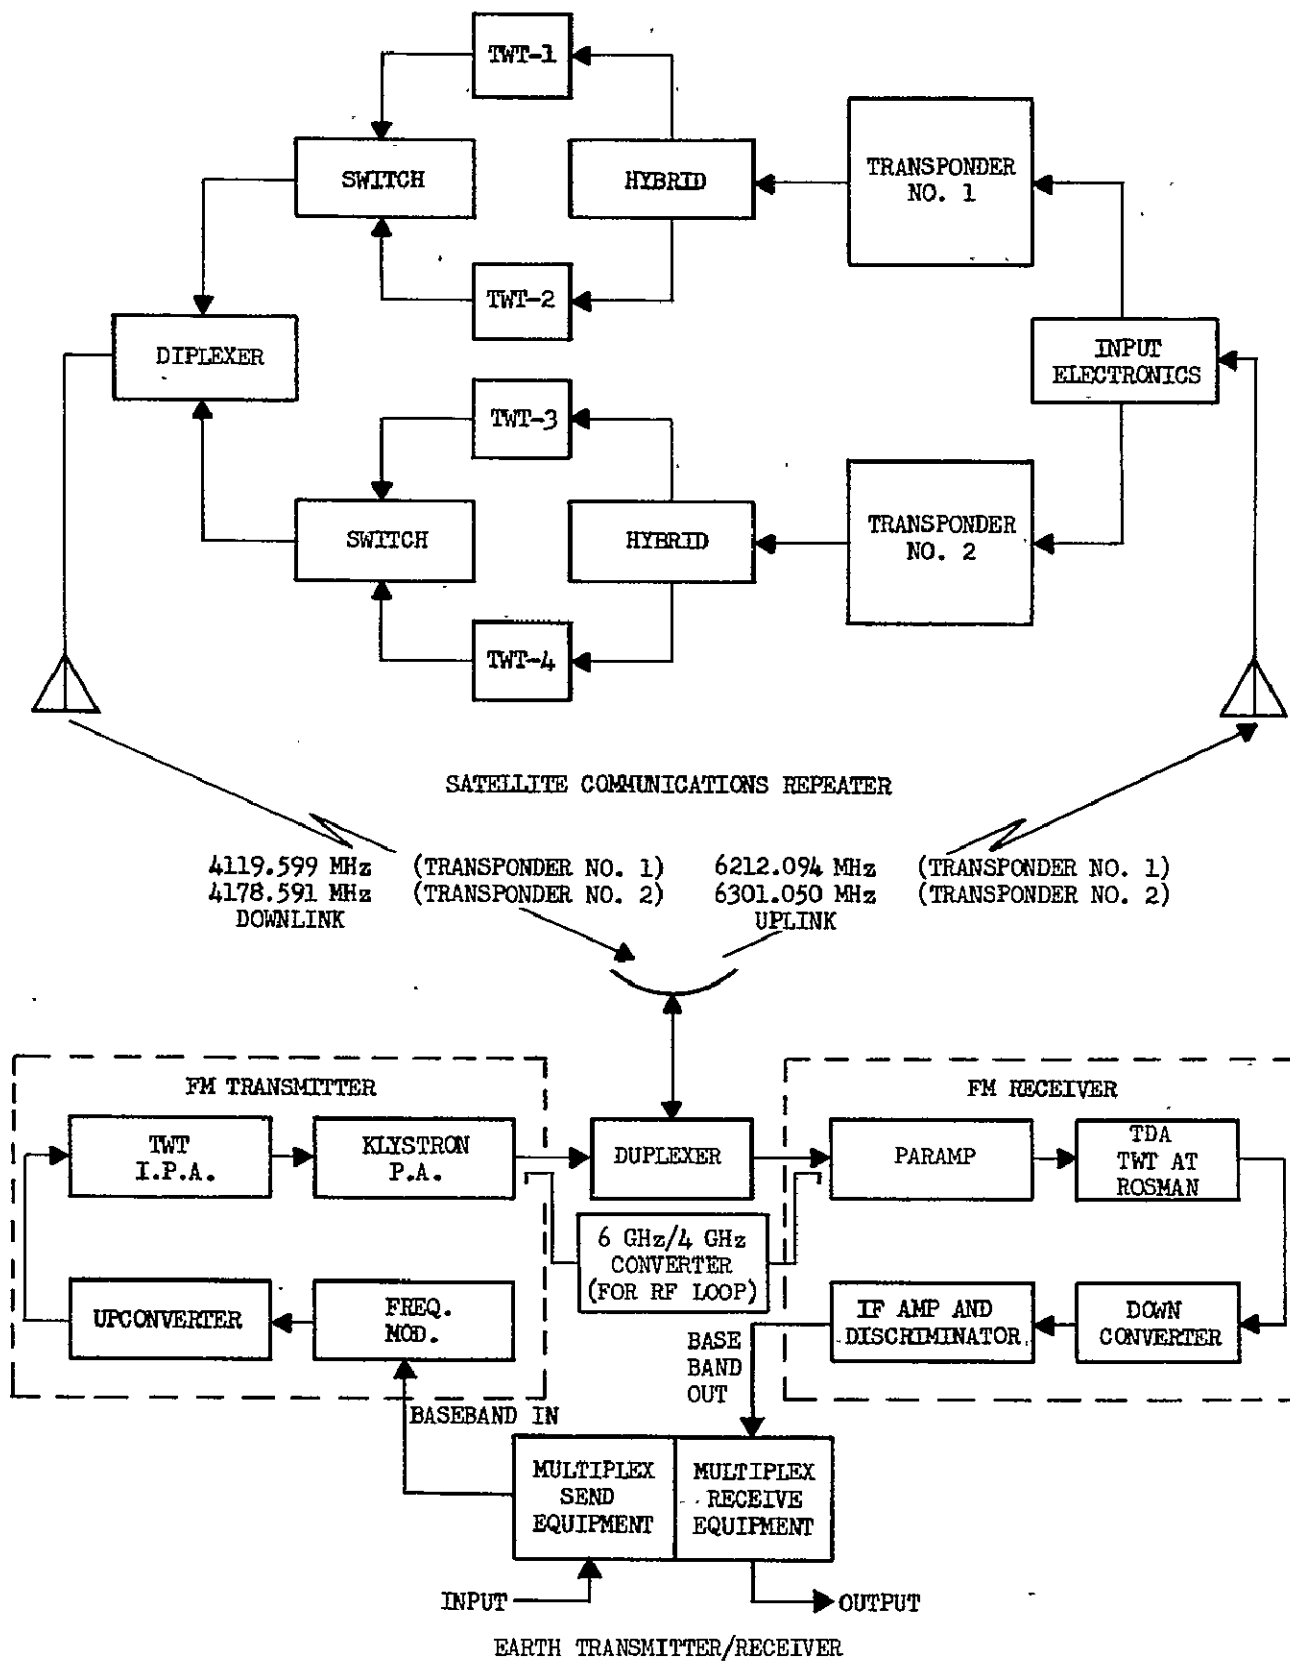 TWT-1
SWITCH
HYBRID
TRANSPONDER
NO. 1
TWT-2
DIPLEXER
INPUT
ELECTRONICS
TWT-3
SWITCH
HYBRID
TRANSPONDER
NO. 2
TWT-4
SATELLITE COMMUNICATIONS REPEATER
4119.599 MHz (TRANSPONDER NO. 1) 6212.094 MHz (TRANSPONDER NO. 1)
4178.591 MHz (TRANSPONDER NO. 2) 6301.050 MHz (TRANSPONDER NO. 2)
DOWNLINK UPLINK
FM TRANSMITTER
FM RECEIVER
TWT
I.P.A.
KLYSTRON
P.A.
DUPLEXER
PARAMP
TDA
TWT AT
ROSMAN
6 GHz/4 GHz
CONVERTER
(FOR RF LOOP)
UPCONVERTER
FREQ.
MOD.
IF AMP AND
DISCRIMINATOR
DOWN
CONVERTER
BASE
BAND
OUT
BASEBAND IN
MULTIPLEX
SEND
EQUIPMENT
MULTIPLEX
RECEIVE
EQUIPMENT
INPUT
OUTPUT
EARTH TRANSMITTER/RECEIVER